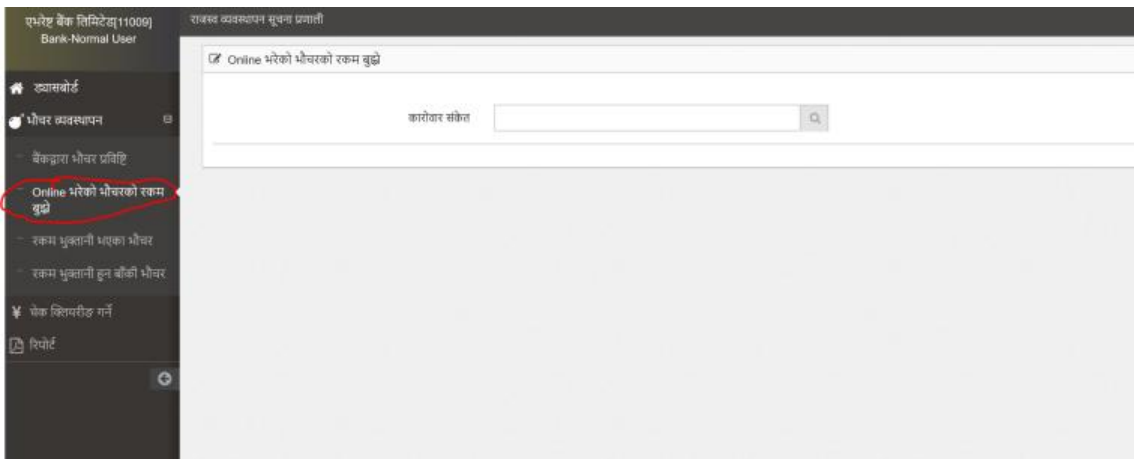 एभरेष्ट बैंक लिमिटेड[11009]
Bank-Normal User
राजस्व व्यवस्थापन सूचना प्रणाली
Online भरेको भौचरको रकम बुझ्ने
ड्यासबोर्ड
भौचर व्यवस्थापन
कारोवार संकेत
बैंकद्वारा भौचर प्रविष्टि
Online भरेको भौचरको रकम
बुझ्ने
रकम भुक्तानी भएका भौचर
रकम भुक्तानी हुन बाँकी भौचर
चेक क्लियरीङ गर्ने
रिपोर्ट